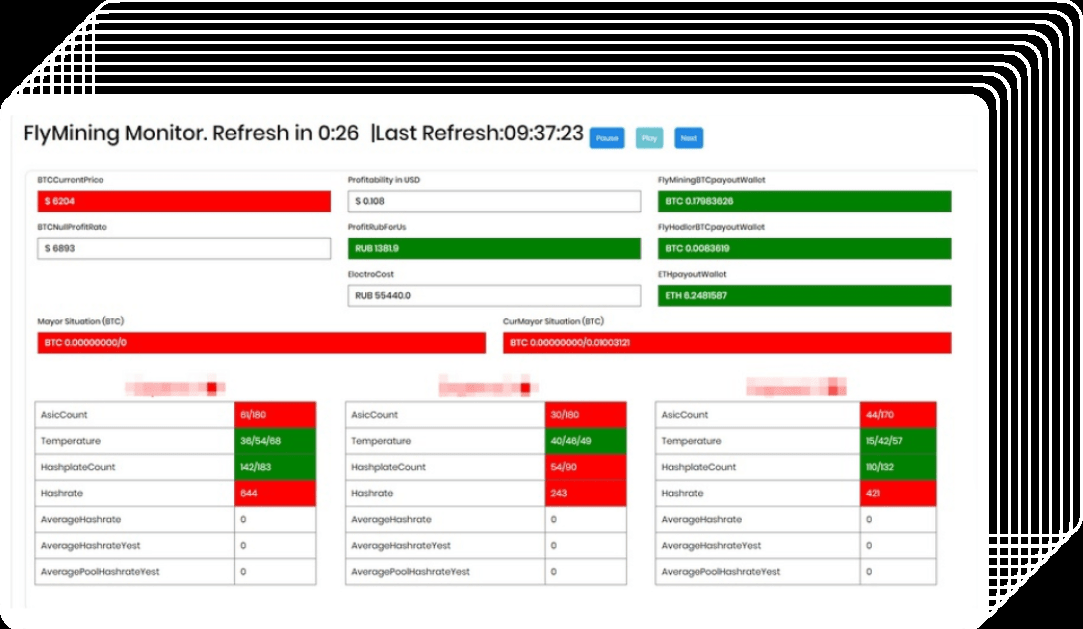 FlyMining Monitor. Refresh in 0:26 |Last Refresh:09:37:23 Pause Play Next
BTCCurrentPrice Profitability in USD FlyMiningBTCpayoutWallet
$ 6204 $ 0.108 BTC 0.17983626
BTCNullProfitRate ProfitRubForUs FlyHodlerBTCpayoutWallet
$ 6893 RUB 1381.9 BTC 0.0083619
ElectroCost ETHpayoutWallet
RUB 55440.0 ETH 6.2481587
Mayor Situation (BTC) CurMayor Situation (BTC)
BTC 0.00000000/0 BTC 0.00000000/0.01003121
AsicCount 61/180 AsicCount 30/180 AsicCount 44/170
Temperature 36/54/68 Temperature 40/46/49 Temperature 15/42/57
HashplateCount 142/183 HashplateCount 54/90 HashplateCount 110/132
Hashrate 644 Hashrate 243 Hashrate 421
AverageHashrate 0 AverageHashrate 0 AverageHashrate 0
AverageHashrateYest 0 AverageHashrateYest 0 AverageHashrateYest 0
AveragePoolHashrateYest 0 AveragePoolHashrateYest 0 AveragePoolHashrateYest 0